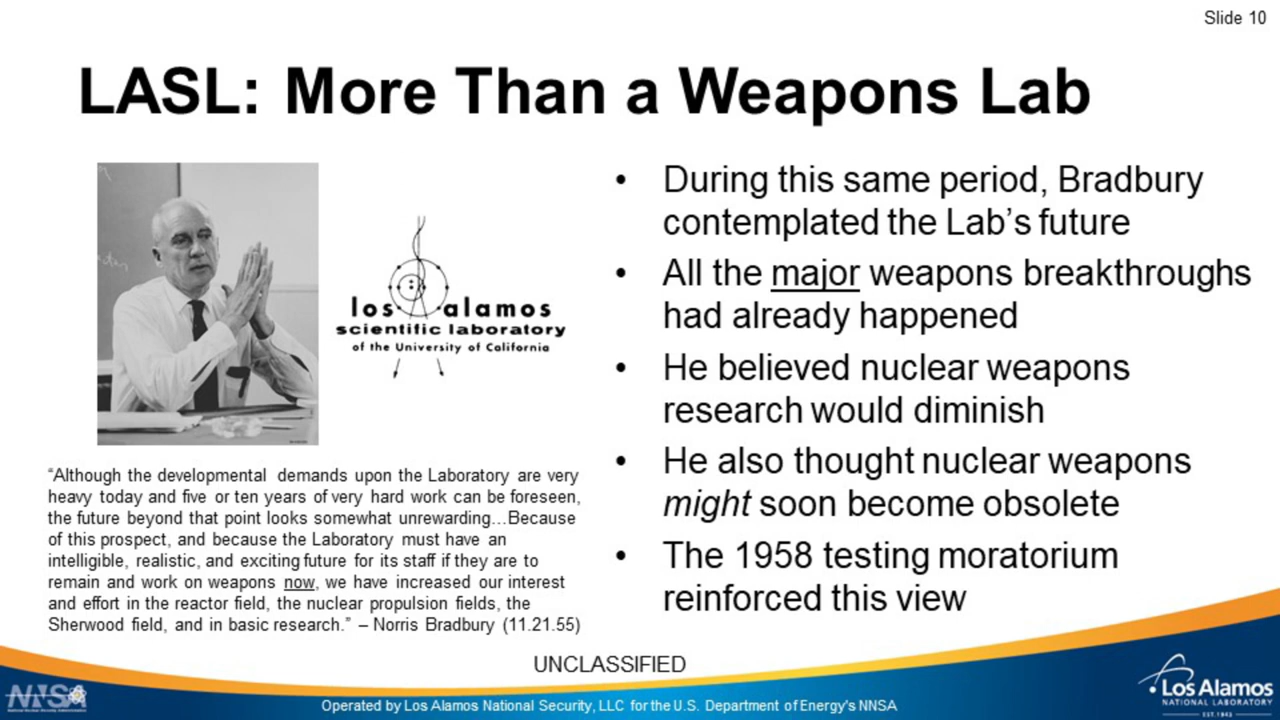 Slide 10
LASL: More Than a Weapons Lab
los alamos
scientific laboratory
of the University of California
“Although the developmental demands upon the Laboratory are very
heavy today and five or ten years of very hard work can be foreseen,
the future beyond that point looks somewhat unrewarding…Because
of this prospect, and because the Laboratory must have an
intelligible, realistic, and exciting future for its staff if they are to
remain and work on weapons now, we have increased our interest
and effort in the reactor field, the nuclear propulsion fields, the
Sherwood field, and in basic research.” – Norris Bradbury (11.21.55)
• During this same period, Bradbury
contemplated the Lab’s future
• All the major weapons breakthroughs
had already happened
• He believed nuclear weapons
research would diminish
• He also thought nuclear weapons
might soon become obsolete
• The 1958 testing moratorium
reinforced this view
UNCLASSIFIED
NNSA
National Nuclear Security Administration
Operated by Los Alamos National Security, LLC for the U.S. Department of Energy's NNSA
Los Alamos
NATIONAL LABORATORY
EST. 1943